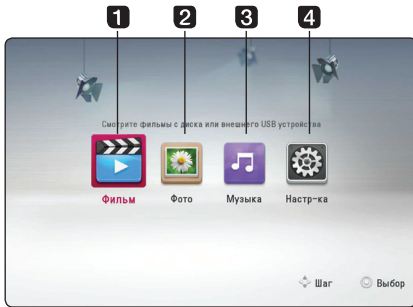 1 2 3 4
Смотрите фильмы с диска или внешнего USB устройства
Фильм Фото Музыка Настр-ка
Шаг Выбор